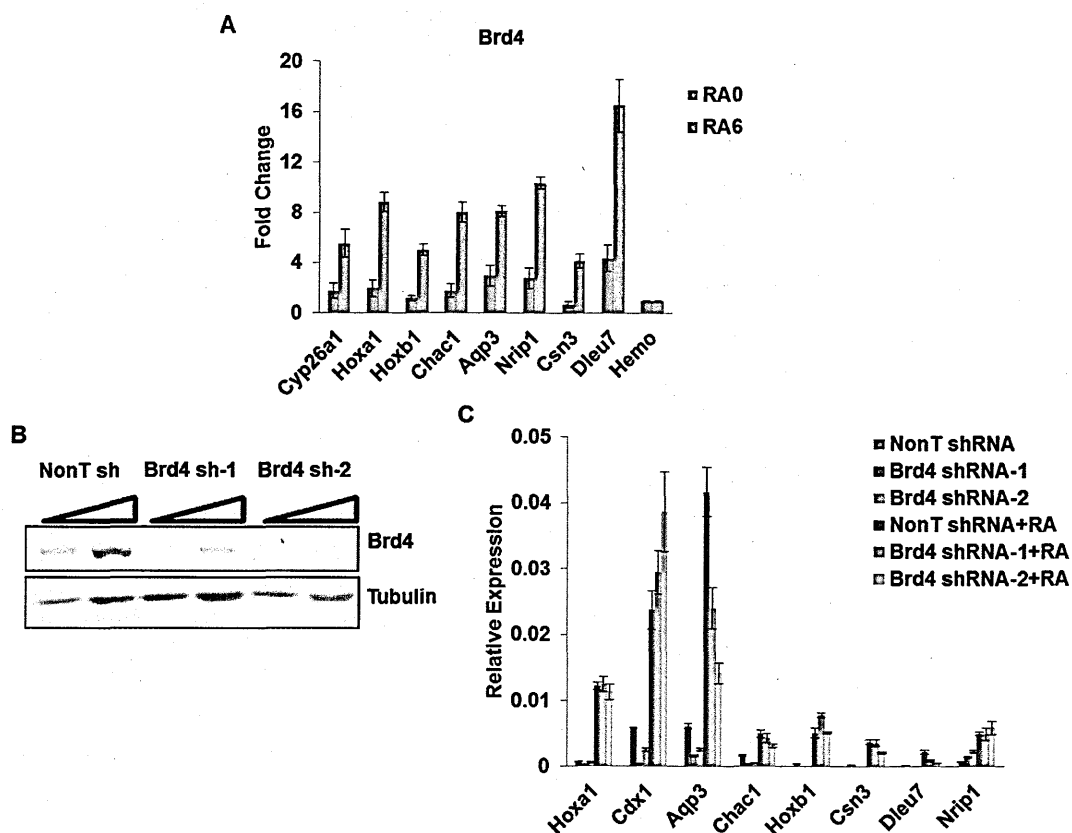 A
Brd4
20
16
12
8
4
0
Fold Change
RA0
RA6
Cyp26a1
Hoxa1
Hoxb1
Chac1
Aqp3
Nrip1
Csn3
Dleu7
Hemo
B
NonT sh Brd4 sh-1 Brd4 sh-2
Brd4
Tubulin
C
0.05
0.04
0.03
0.02
0.01
0
Relative Expression
NonT shRNA
Brd4 shRNA-1
Brd4 shRNA-2
NonT shRNA+RA
Brd4 shRNA-1+RA
Brd4 shRNA-2+RA
Hoxa1
Cdx1
Aqp3
Chac1
Hoxb1
Csn3
Dleu7
Nrip1